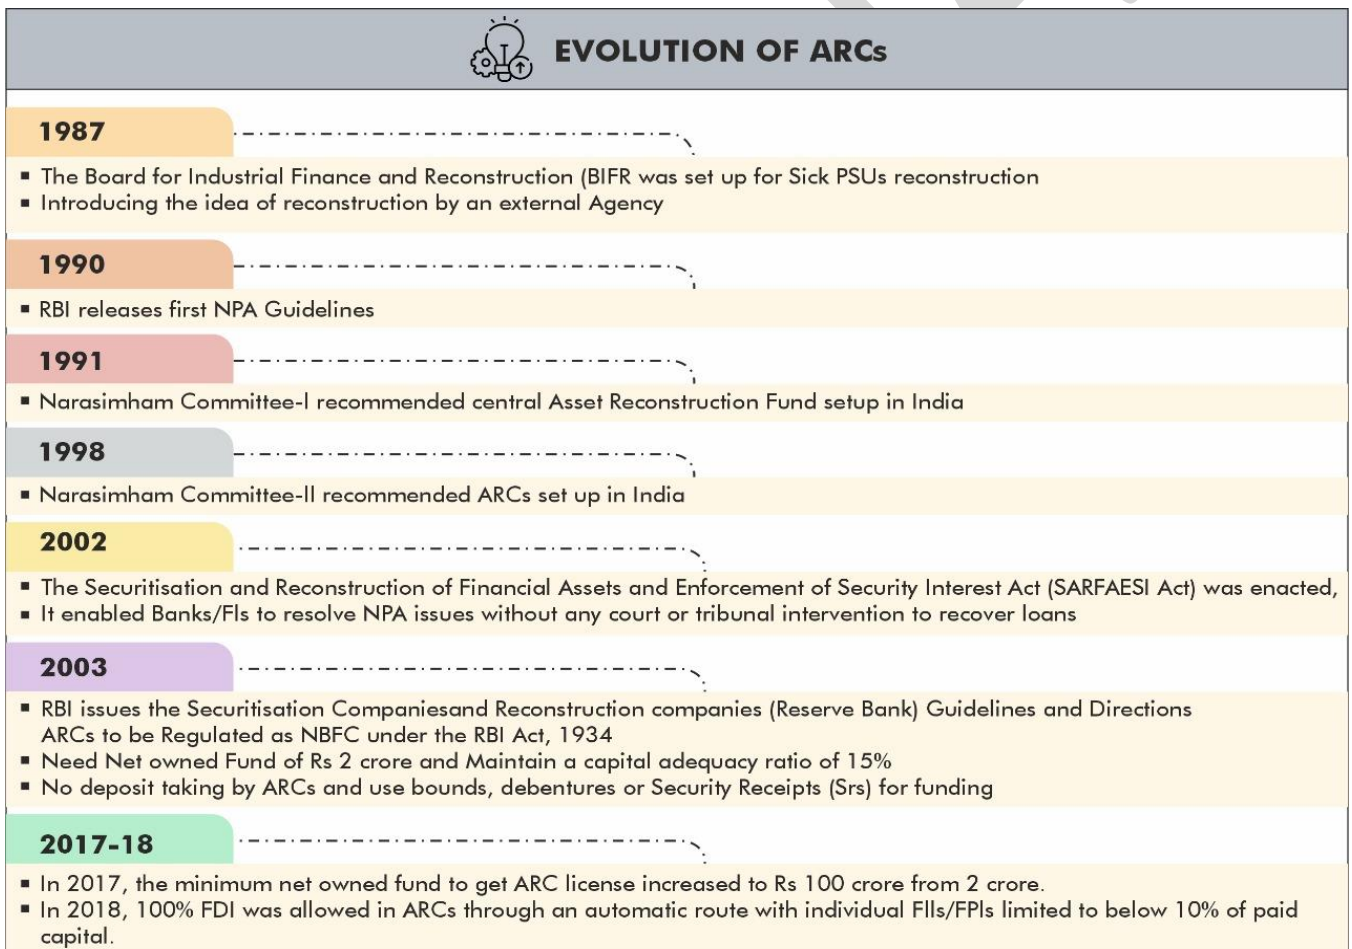 EVOLUTION OF ARCs
1987
▪ The Board for Industrial Finance and Reconstruction (BIFR was set up for Sick PSUs reconstruction
▪ Introducing the idea of reconstruction by an external Agency
1990
▪ RBI releases first NPA Guidelines
1991
▪ Narasimham Committee-I recommended central Asset Reconstruction Fund setup in India
1998
▪ Narasimham Committee-II recommended ARCs set up in India
2002
▪ The Securitisation and Reconstruction of Financial Assets and Enforcement of Security Interest Act (SARFAESI Act) was enacted,
▪ It enabled Banks/FIs to resolve NPA issues without any court or tribunal intervention to recover loans
2003
▪ RBI issues the Securitisation Companiesand Reconstruction companies (Reserve Bank) Guidelines and Directions
ARCs to be Regulated as NBFC under the RBI Act, 1934
▪ Need Net owned Fund of Rs 2 crore and Maintain a capital adequacy ratio of 15%
▪ No deposit taking by ARCs and use bounds, debentures or Security Receipts (Srs) for funding
2017-18
▪ In 2017, the minimum net owned fund to get ARC license increased to Rs 100 crore from 2 crore.
▪ In 2018, 100% FDI was allowed in ARCs through an automatic route with individual FIIs/FPIs limited to below 10% of paid
capital.